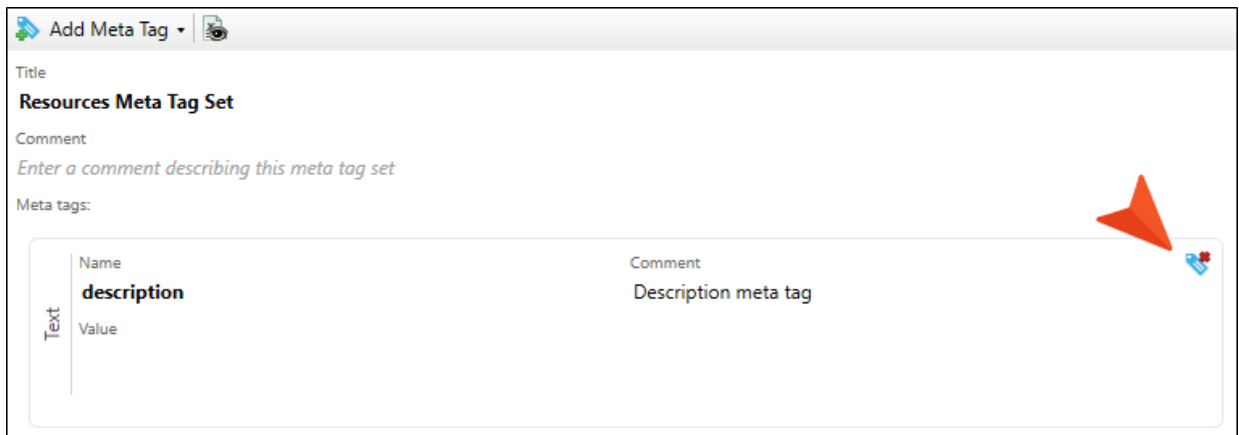 Add Meta Tag
Title
Resources Meta Tag Set
Comment
Enter a comment describing this meta tag set
Meta tags:
Text
Name
Comment
description
Description meta tag
Value